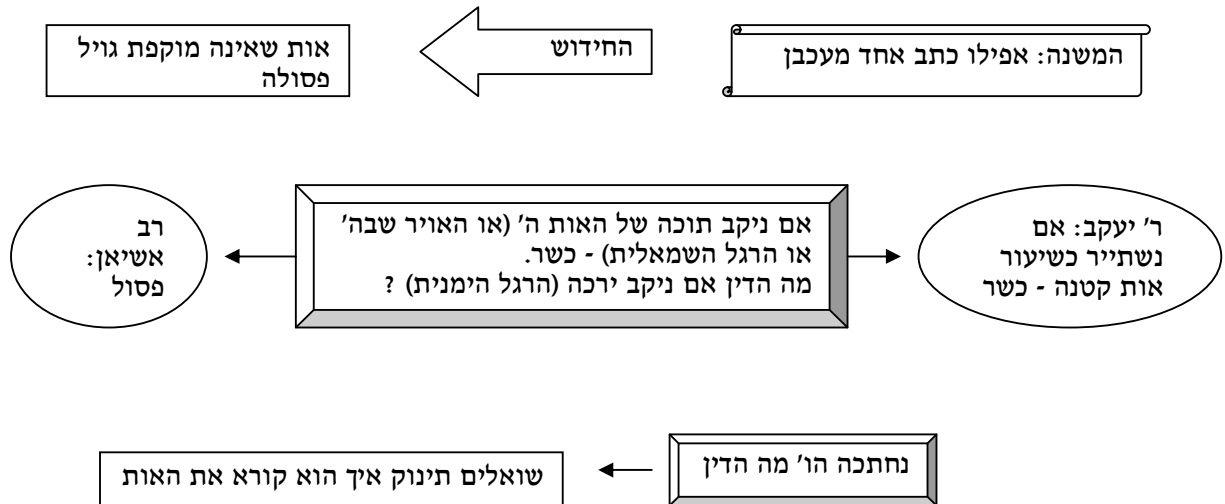 המשנה: אפילו כתב אחד מעכבן
החידוש
אות שאינה מוקפת גויל
פסולה
ר' יעקב: אם
נשתייר כשיעור
אות קטנה - כשר
אם ניקב תוכה של האות ה' (או האויר שבה'
או הרגל השמאלית) - כשר.
מה הדין אם ניקב ירכה (הרגל הימנית) ?
רב
אשיאן:
פסול
נחתכה הו' מה הדין
שואלים תינוק איך הוא קורא את האות